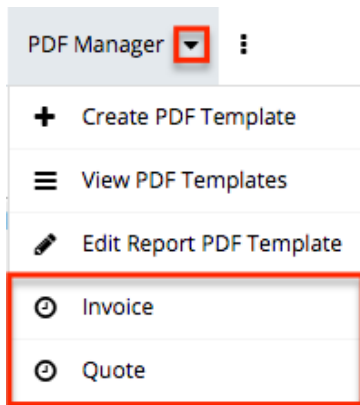 PDF Manager
Create PDF Template
View PDF Templates
Edit Report PDF Template
Invoice
Quote